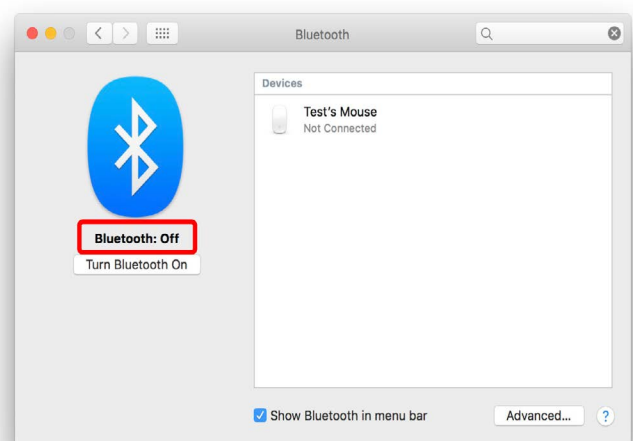 Bluetooth
Devices
Test's Mouse
Not Connected
Bluetooth: Off
Turn Bluetooth On
Show Bluetooth in menu bar
Advanced...
?